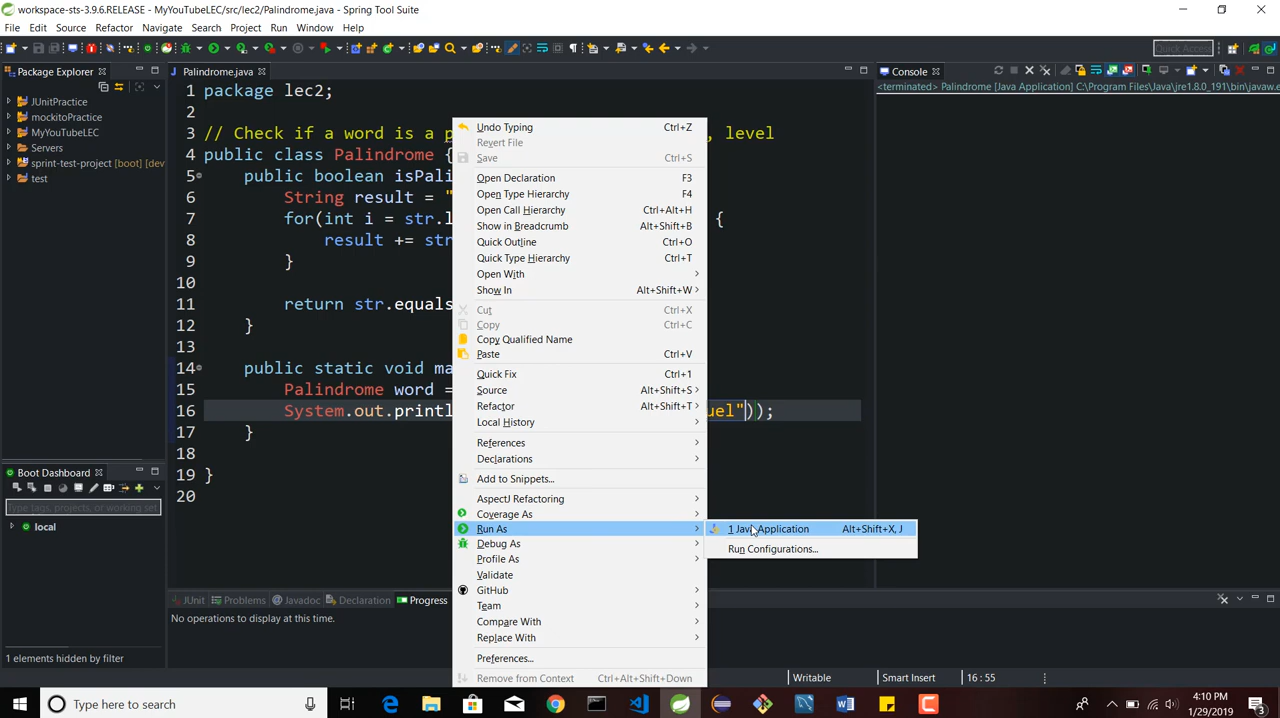 workspace-sts-3.9.6.RELEASE - MyYouTubeLEC/src/lec2/Palindrome.java - Spring Tool Suite
File Edit Source Refactor Navigate Search Project Run Window Help
Quick Access
Package Explorer
JUnitPractice
mockitoPractice
MyYouTubeLEC
Servers
sprint-test-project [boot] [dev
test
Boot Dashboard
Type tags, projects, or working set
local
1 elements hidden by filter
Palindrome.java
1 package lec2;
2
3 // Check if a word is a p , level
4 public class Palindrome {
5 public boolean isPali
6 String result = "
7 for(int i = str.l {
8 result += str
9 }
10
11 return str.equals
12 }
13
14 public static void ma
15 Palindrome word =
16 System.out.printl uel"));
17 }
18
19 }
20
Undo Typing Ctrl+Z
Revert File
Save Ctrl+S
Open Declaration F3
Open Type Hierarchy F4
Open Call Hierarchy Ctrl+Alt+H
Show in Breadcrumb Alt+Shift+B
Quick Outline Ctrl+O
Quick Type Hierarchy Ctrl+T
Open With
Show In Alt+Shift+W
Cut Ctrl+X
Copy Ctrl+C
Copy Qualified Name
Paste Ctrl+V
Quick Fix Ctrl+1
Source Alt+Shift+S
Refactor Alt+Shift+T
Local History
References
Declarations
Add to Snippets...
AspectJ Refactoring
Coverage As
Run As
Debug As
Profile As
Validate
GitHub
Team
Compare With
Replace With
Preferences...
Remove from Context Ctrl+Alt+Shift+Down
1 Java Application Alt+Shift+X, J
Run Configurations...
Console
<terminated> Palindrome [Java Application] C:\Program Files\Java\jre1.8.0_191\bin\javaw.e
JUnit Problems Javadoc Declaration Progress
No operations to display at this time.
Writable Smart Insert 16 : 55
Type here to search
4:10 PM
1/29/2019
3